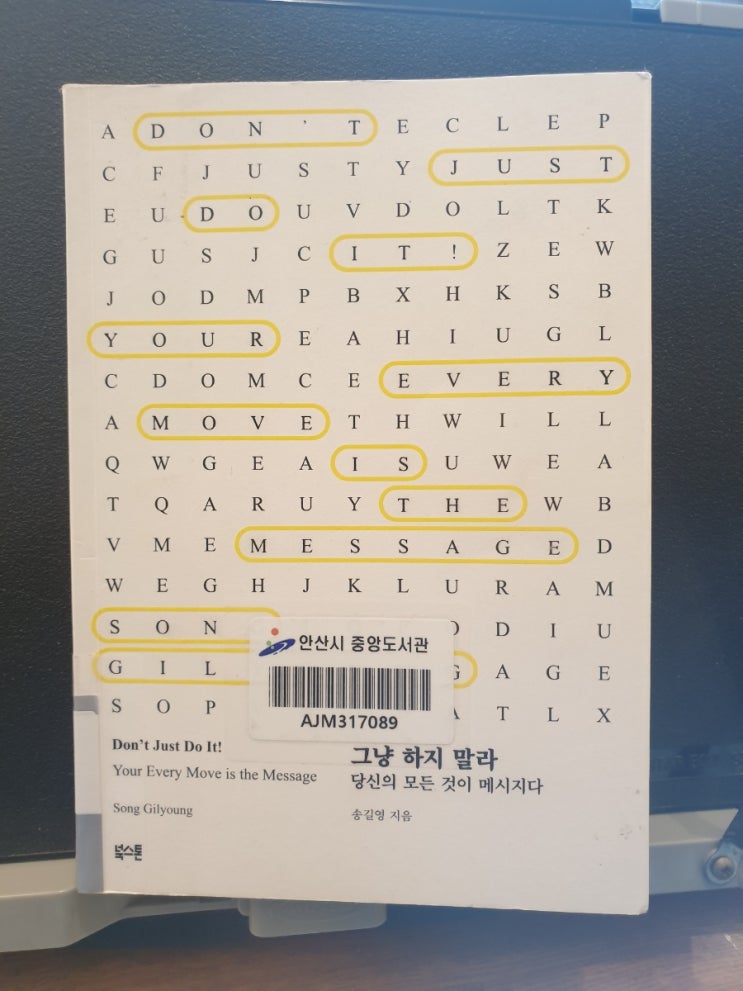 A D O N ' T E C L E P
C F J U S T Y J U S T
E U D O U V D O L T K
G U S J C I T ! Z E W
J O D M P B X H K S B
Y O U R E A H I U G L
C D O M C E E V E R Y
A M O V E T H W I L L
Q W G E A I S U W E A
T Q A R U Y T H E W B
V M E M E S S A G E D
W E G H J K L U R A M
S O N D I U
G I L G A G E
S O P A T L X
안산시 중앙도서관
AJM317089
Don't Just Do It!
Your Every Move is the Message
Song Gilyoung
그냥 하지 말라
당신의 모든 것이 메시지다
송길영 지음
북스톤